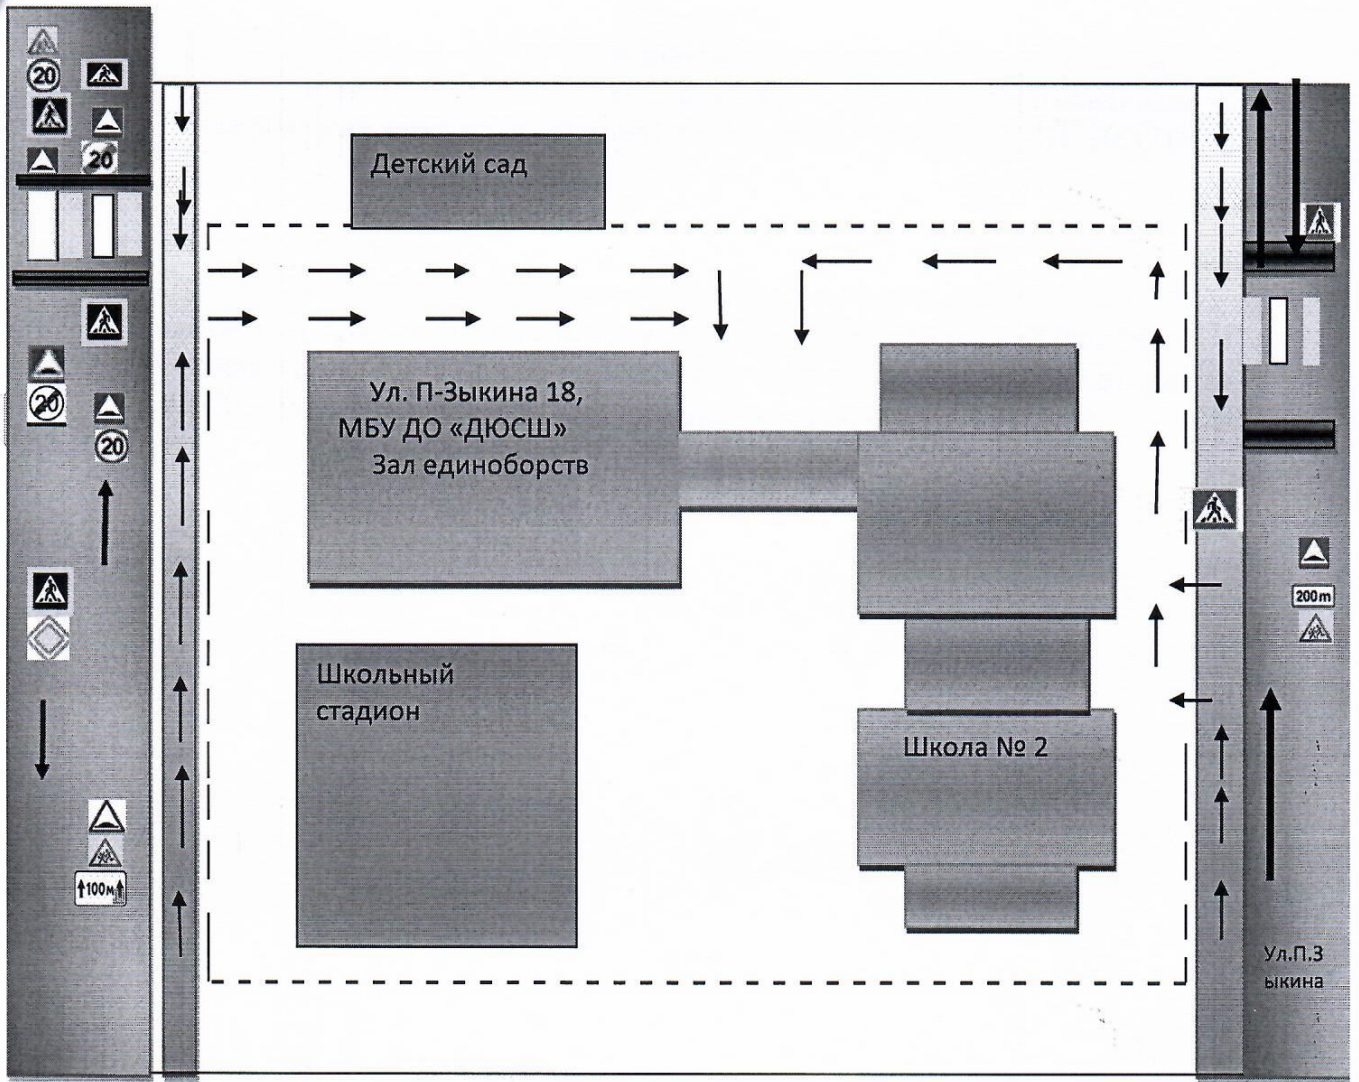 20
20
Детский сад
Ул. П-Зыкина 18,
МБУ ДО «ДЮСШ»
Зал единоборств
20
20
200m
Школьный
стадион
Школа № 2
100м
Ул.П.З
ыкина